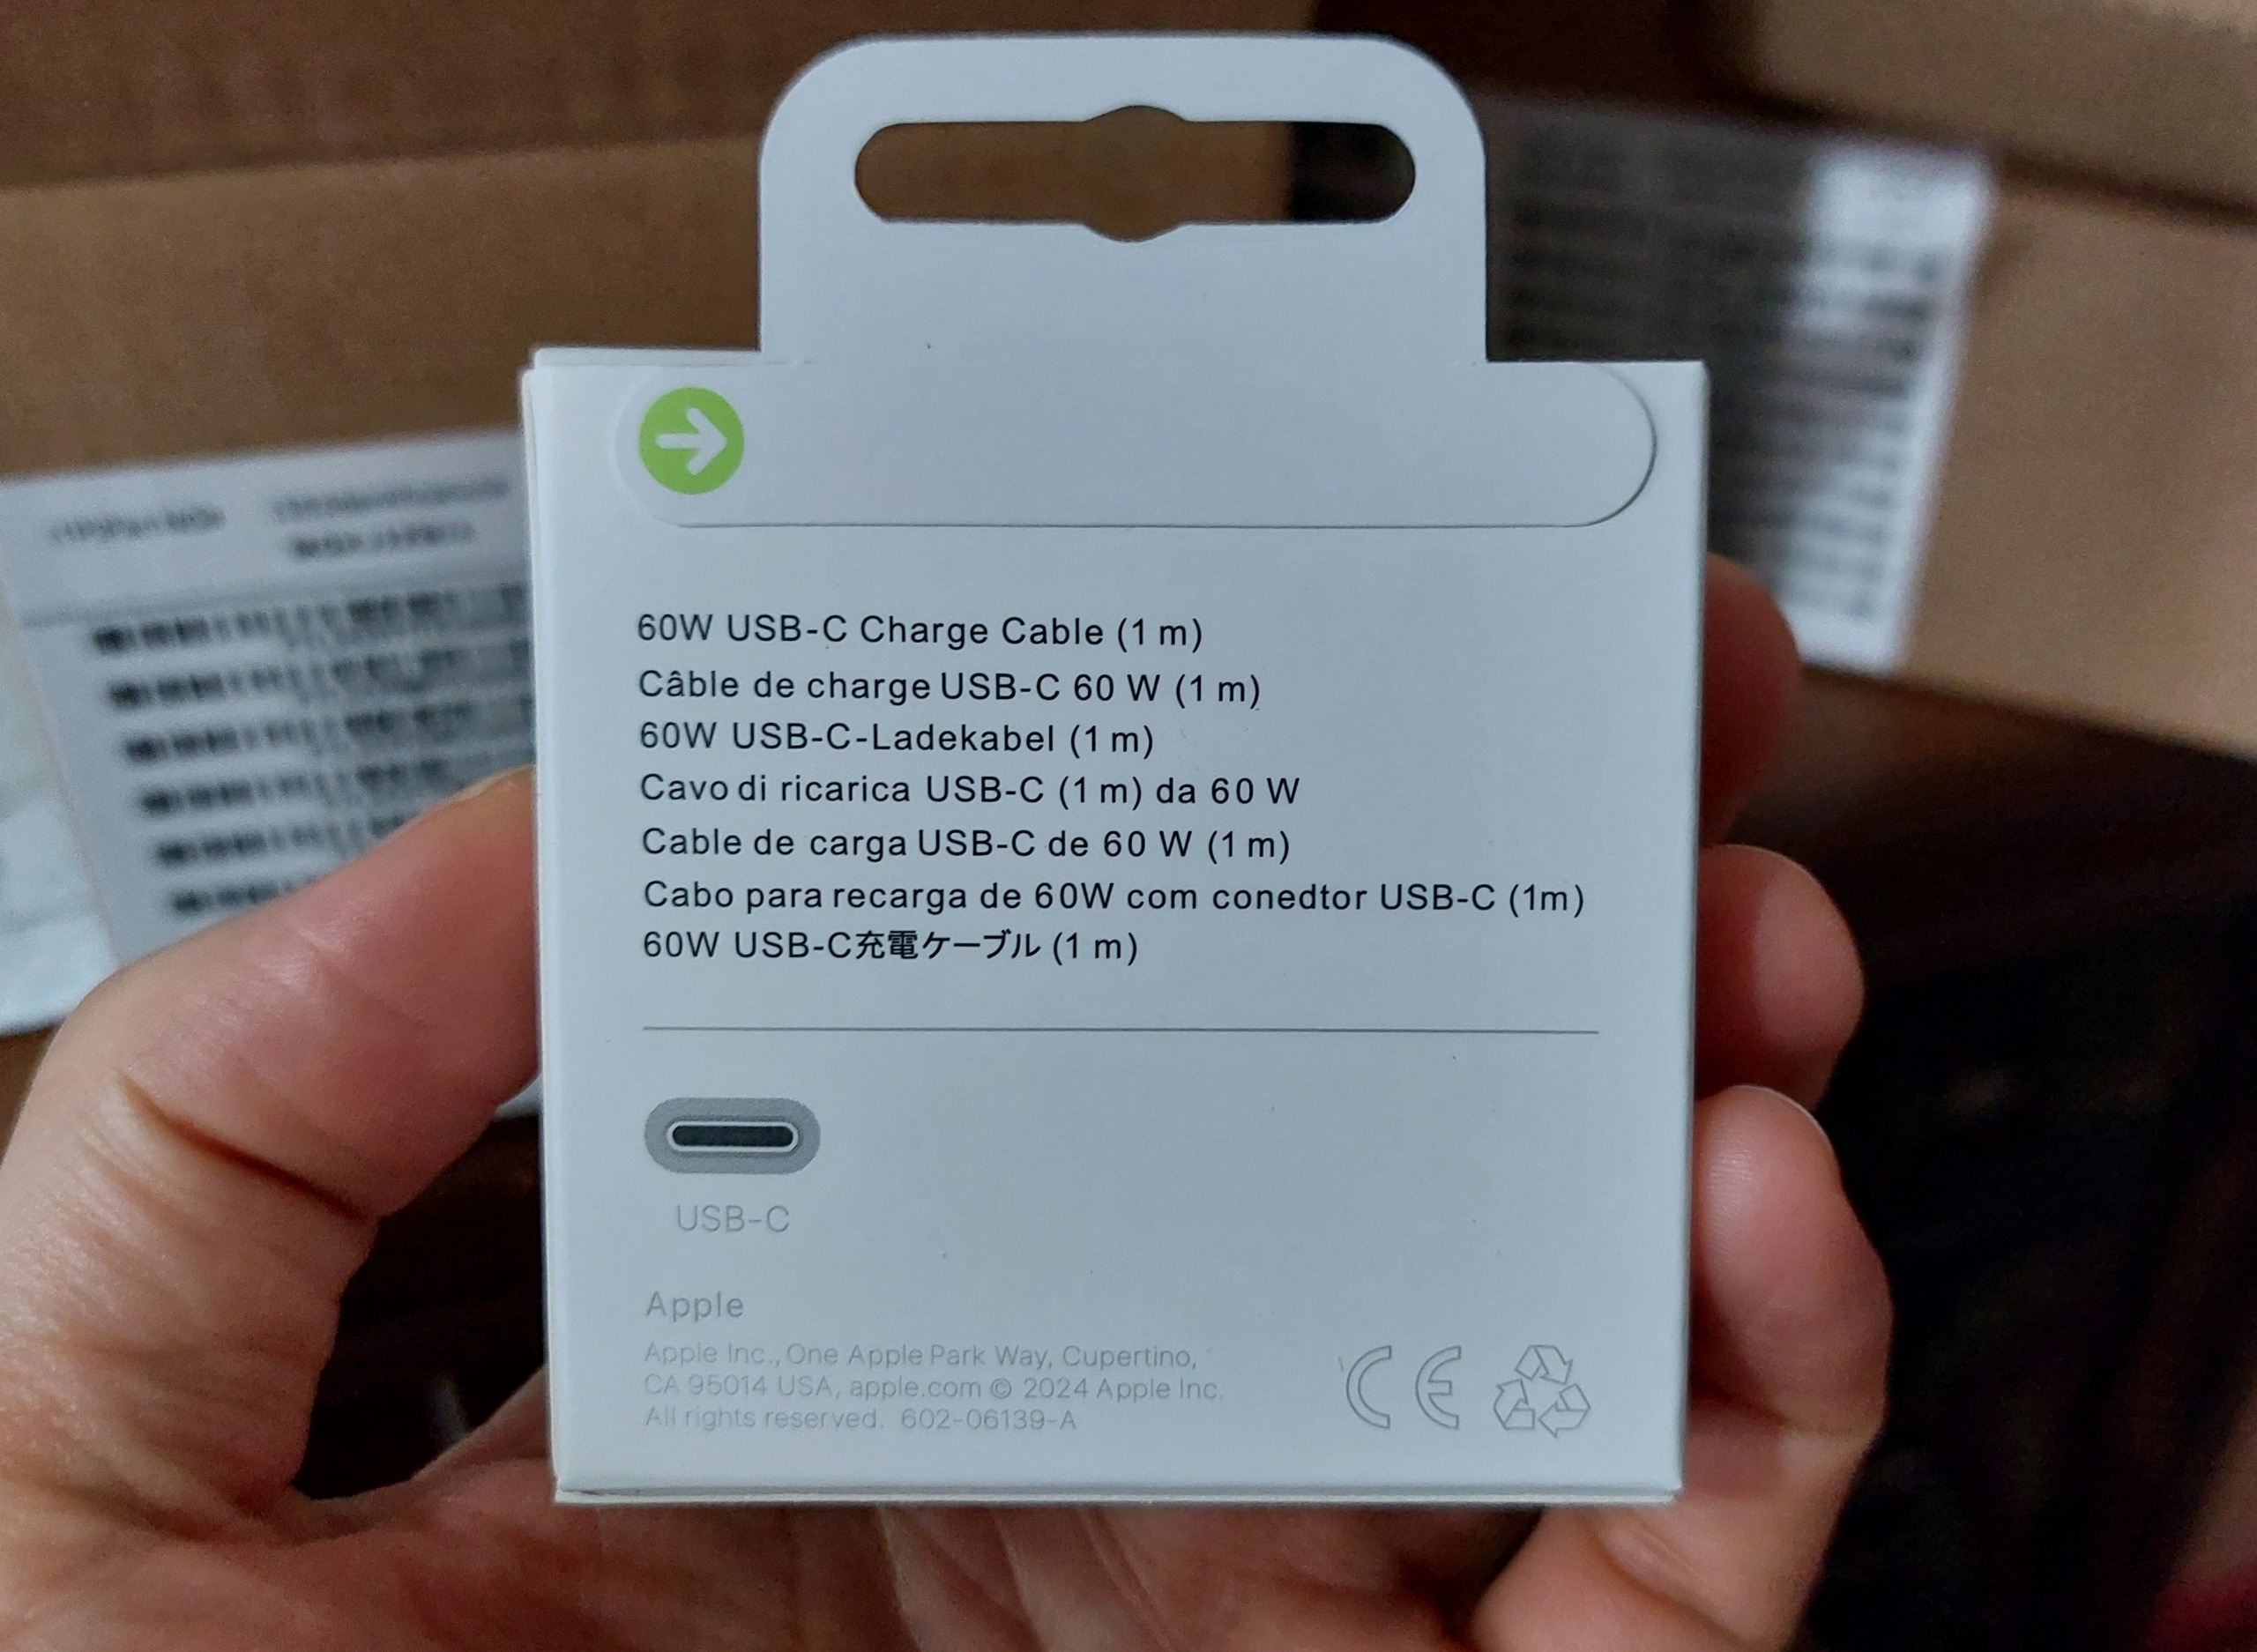 60W USB-C Charge Cable (1 m)
Câble de charge USB-C 60 W (1 m)
60W USB-C-Ladekabel (1 m)
Cavo di ricarica USB-C (1 m) da 60 W
Cable de carga USB-C de 60 W (1 m)
Cabo para recarga de 60W com conedtor USB-C (1m)
60W USB-C充電ケーブル (1 m)
USB-C
Apple
Apple Inc., One Apple Park Way, Cupertino,
CA 95014 USA, apple.com © 2024 Apple Inc.
All rights reserved. 602-06139-A
CE